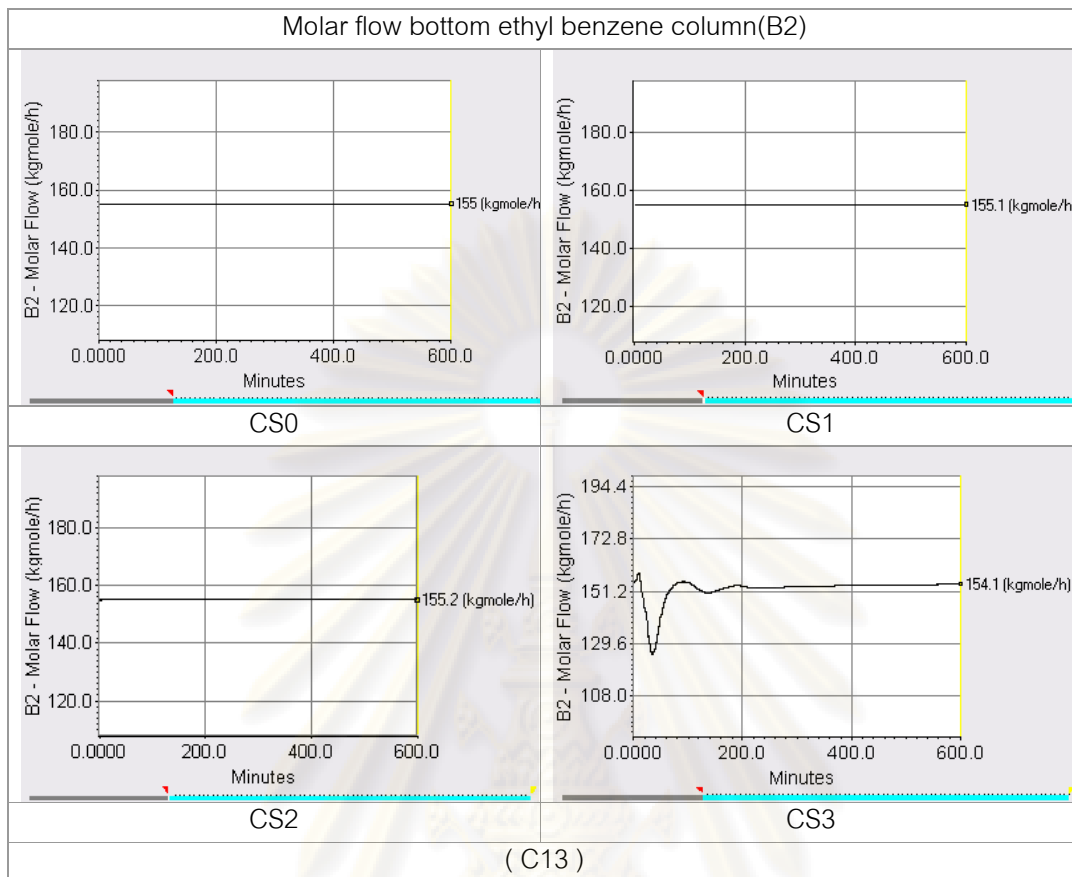 Molar flow bottom ethyl benzene column(B2)
B2 - Molar Flow (kgmole/h)
180.0
160.0
140.0
120.0
155 (kgmole/h
0.0000 200.0 400.0 600.0
Minutes
CS0
B2 - Molar Flow (kgmole/h)
180.0
160.0
140.0
120.0
155.1 (kgmole/h
0.0000 200.0 400.0 600.0
Minutes
CS1
B2 - Molar Flow (kgmole/h)
180.0
160.0
140.0
120.0
155.2 (kgmole/h)
0.0000 200.0 400.0 600.0
Minutes
CS2
B2 - Molar Flow (kgmole/h)
194.4
172.8
151.2
129.6
108.0
154.1 (kgmole/h)
0.0000 200.0 400.0 600.0
Minutes
CS3
( C13 )